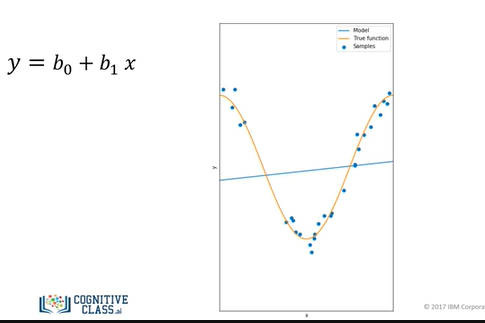 y = b₀ + b₁ x
Model
True function
Samples
y
x
COGNITIVE
CLASS.ai
© 2017 IBM Corpora